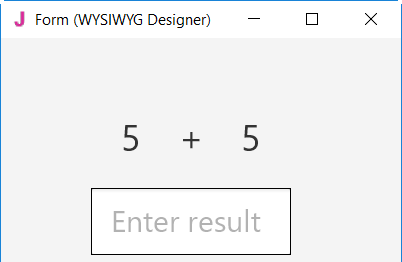 J Form (WYSIWYG Designer)
5 + 5
Enter result